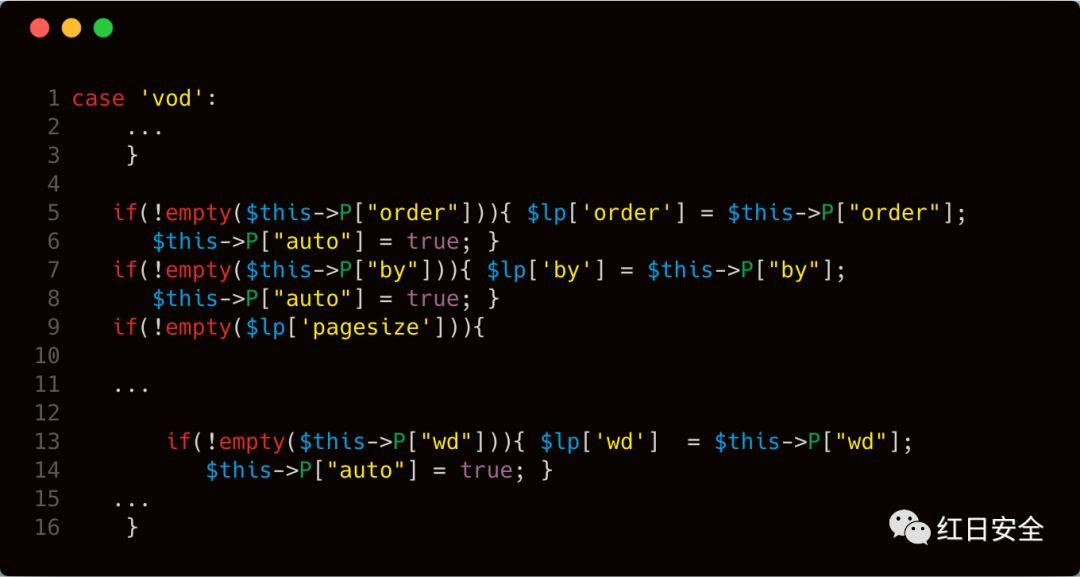 1 case 'vod':
2     ...
3     }
4
5    if(!empty($this->P["order"])){ $lp['order'] = $this->P["order"];
6       $this->P["auto"] = true; }
7    if(!empty($this->P["by"])){ $lp['by'] = $this->P["by"];
8       $this->P["auto"] = true; }
9    if(!empty($lp['pagesize'])){
10
11    ...
12
13        if(!empty($this->P["wd"])){ $lp['wd']  = $this->P["wd"];
14           $this->P["auto"] = true; }
15    ...
16     }
红日安全